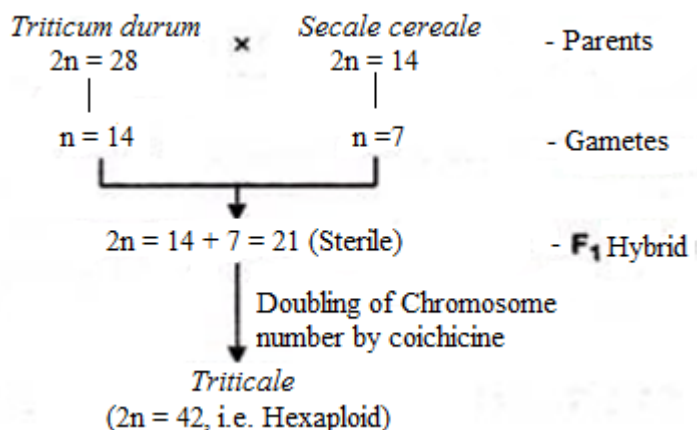 Triticum durum × Secale cereale - Parents
2n = 28 2n = 14
n = 14 n =7 - Gametes
2n = 14 + 7 = 21 (Sterile) - F₁ Hybrid
Doubling of Chromosome
number by coichicine
Triticale
(2n = 42, i.e. Hexaploid)